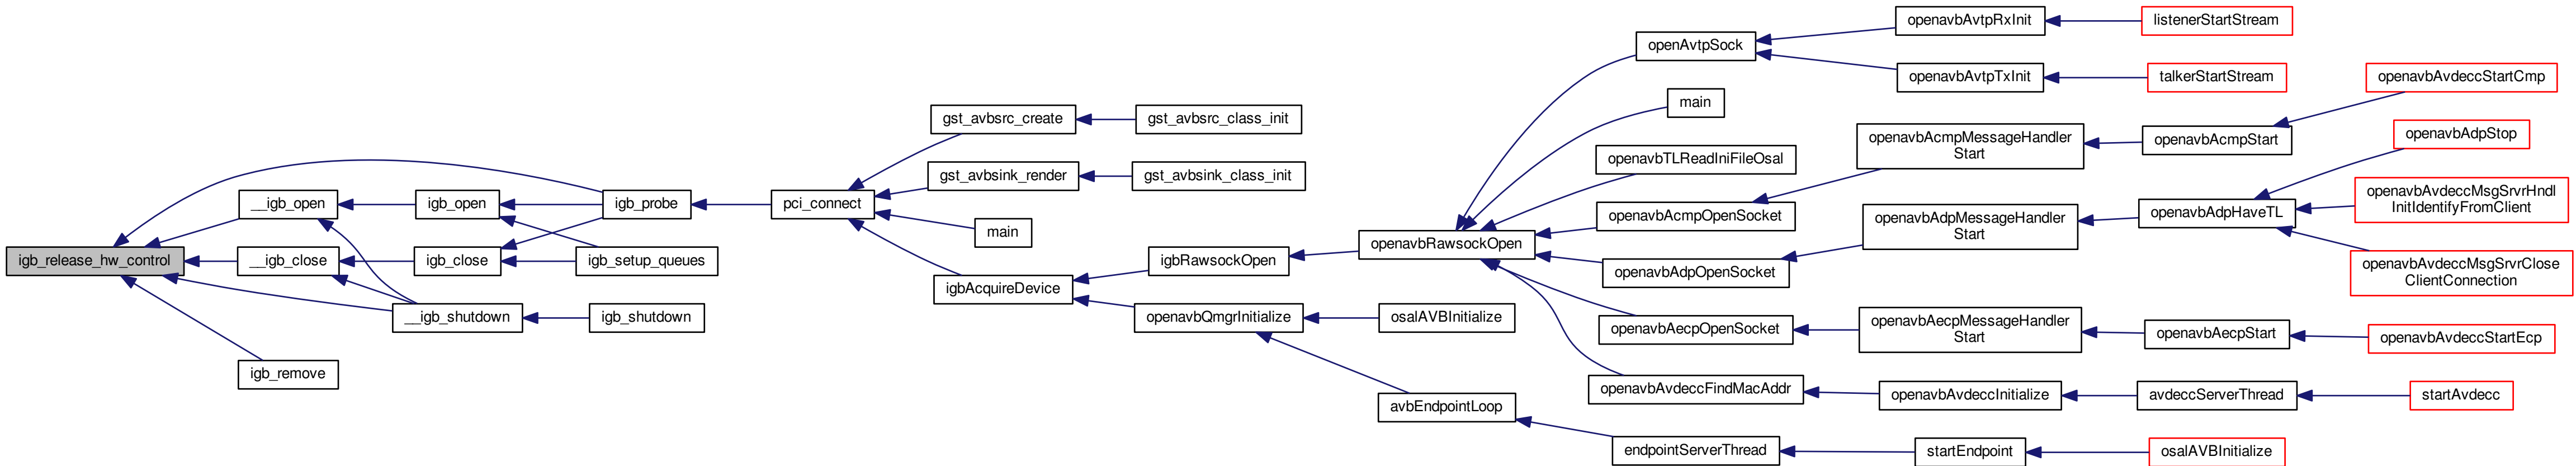 igb_release_hw_control
__igb_open
__igb_close
__igb_shutdown
igb_remove
igb_open
igb_close
igb_shutdown
igb_probe
igb_setup_queues
pci_connect
gst_avbsrc_create
gst_avbsrc_class_init
gst_avbsink_render
gst_avbsink_class_init
main
igbAcquireDevice
igbRawsockOpen
openavbQmgrInitialize
osalAVBInitialize
avbEndpointLoop
openavbRawsockOpen
openAvtpSock
main
openavbTLReadIniFileOsal
openavbAcmpOpenSocket
openavbAdpOpenSocket
openavbAecpOpenSocket
openavbAvdeccFindMacAddr
endpointServerThread
openavbAvtpRxInit
openavbAvtpTxInit
openavbAcmpMessageHandler
Start
openavbAdpMessageHandler
Start
openavbAecpMessageHandler
Start
openavbAvdeccInitialize
startEndpoint
listenerStartStream
talkerStartStream
openavbAcmpStart
openavbAdpHaveTL
openavbAecpStart
avdeccServerThread
osalAVBInitialize
openavbAvdeccStartCmp
openavbAdpStop
openavbAvdeccMsgSrvrHndl
InitIdentifyFromClient
openavbAvdeccMsgSrvrClose
ClientConnection
openavbAvdeccStartEcp
startAvdecc